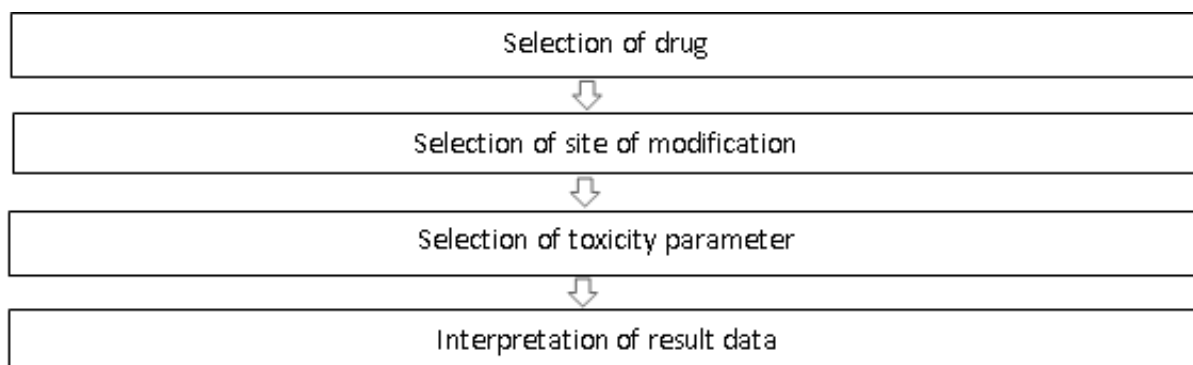 Selection of drug
Selection of site of modification
Selection of toxicity parameter
Interpretation of result data